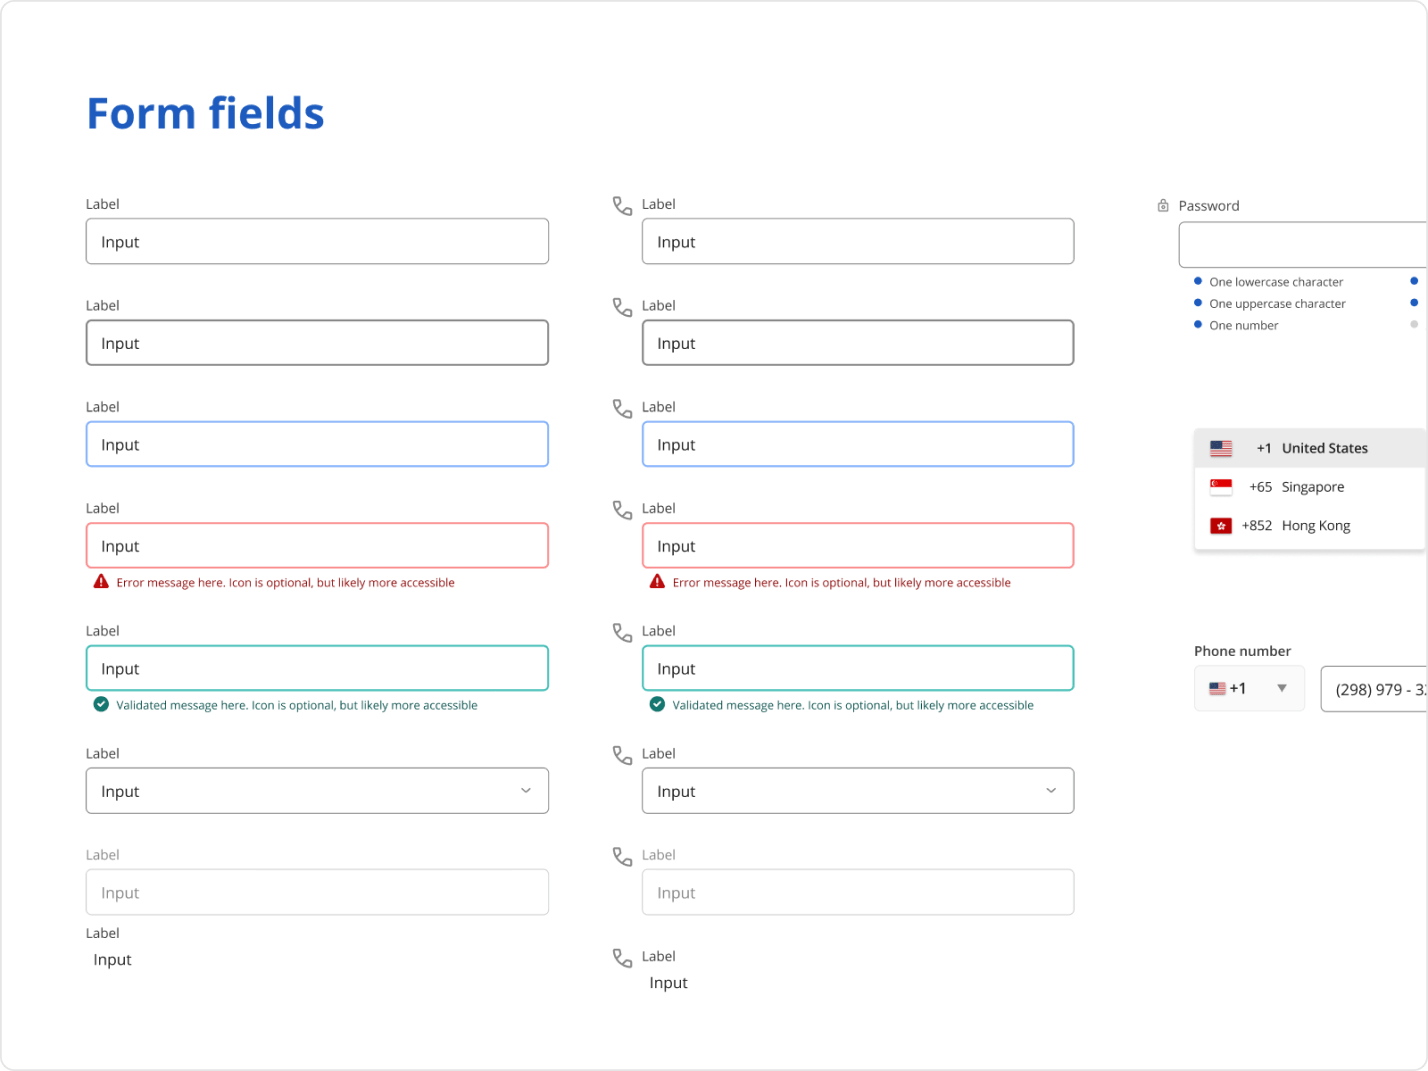 Form fields
Label
Input
Label
Input
Label
Input
Label
Input
Error message here. Icon is optional, but likely more accessible
Label
Input
Validated message here. Icon is optional, but likely more accessible
Label
Input
Label
Input
Label
Input
Label
Input
Label
Input
Label
Input
Label
Input
Error message here. Icon is optional, but likely more accessible
Label
Input
Validated message here. Icon is optional, but likely more accessible
Label
Input
Label
Input
Label
Input
Password
One lowercase character
One uppercase character
One number
+1 United States
+65 Singapore
+852 Hong Kong
Phone number
+1
(298) 979 -